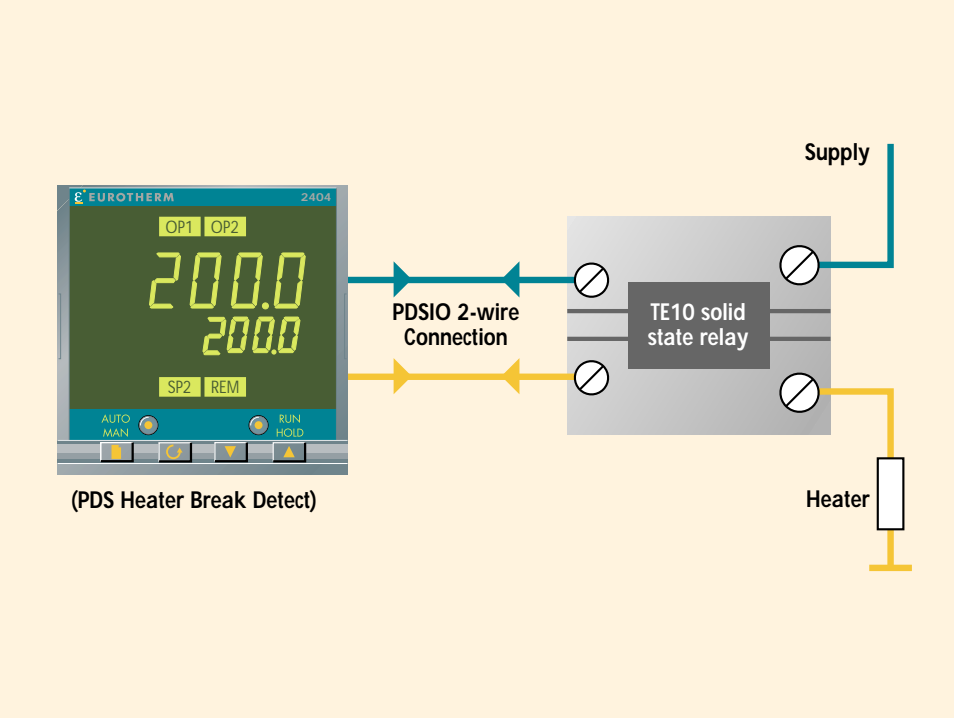 Supply
EUROTHERM 2404
OP1 OP2
200.0
200.0
SP2 REM
AUTO
MAN
RUN
HOLD
(PDS Heater Break Detect)
PDSIO 2-wire
Connection
TE10 solid
state relay
Heater